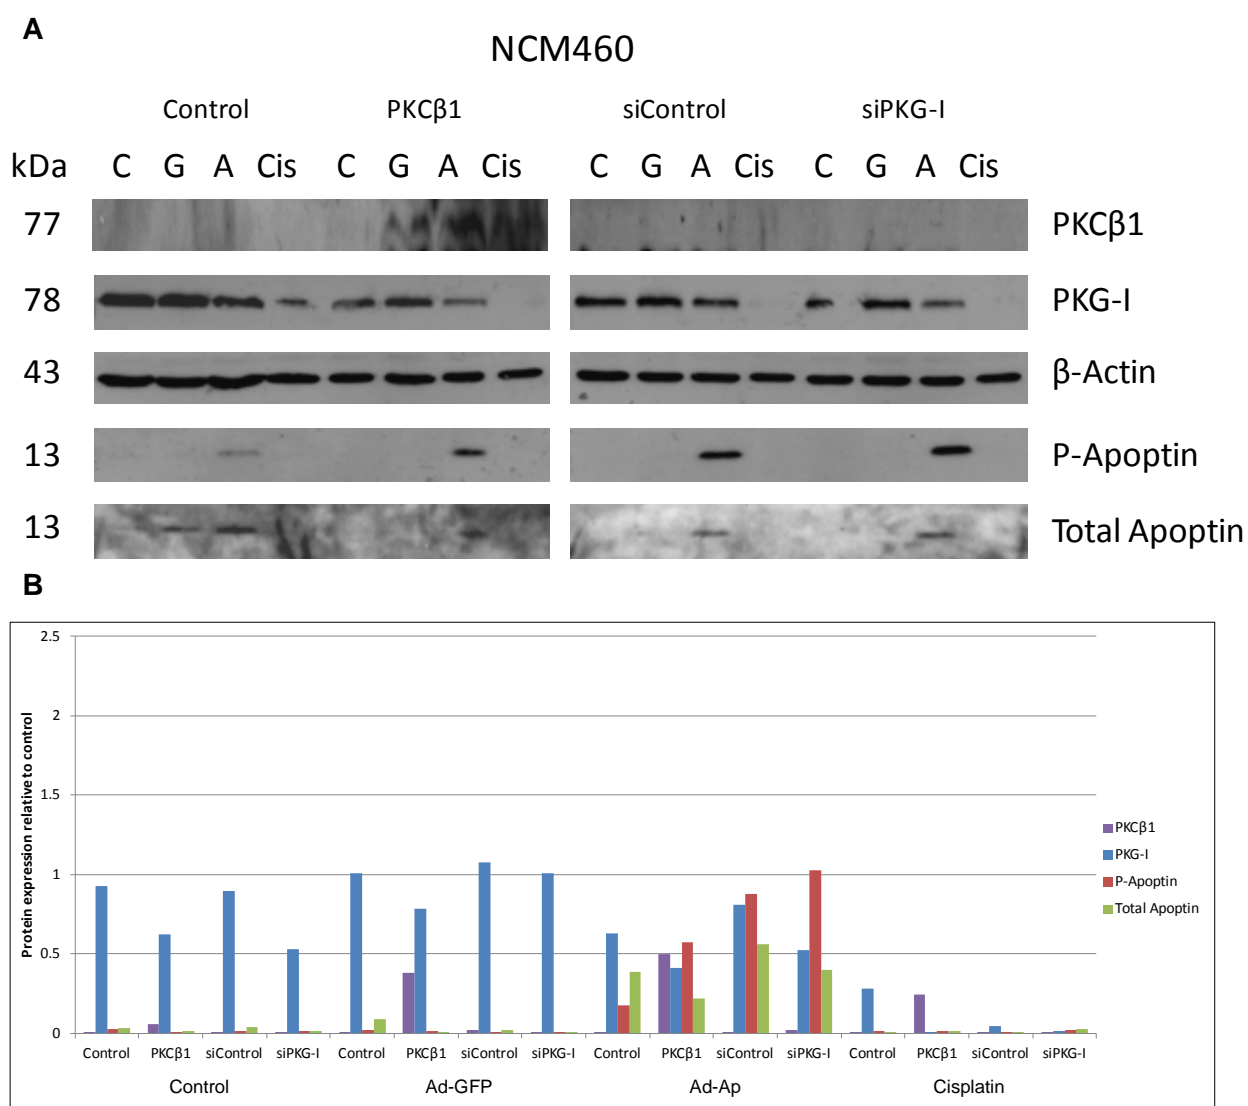 A
NCM460
Control PKCβ1 siControl siPKG-I
kDa C G A Cis C G A Cis C G A Cis C G A Cis
77 PKCβ1
78 PKG-I
43 β-Actin
13 P-Apoptin
13 Total Apoptin
B
Protein expression relative to control
2.5
2
1.5
1
0.5
0
PKCβ1
PKG-I
P-Apoptin
Total Apoptin
Control PKCβ1 siControl siPKG-I Control PKCβ1 siControl siPKG-I Control PKCβ1 siControl siPKG-I Control PKCβ1 siControl siPKG-I
Control Ad-GFP Ad-Ap Cisplatin